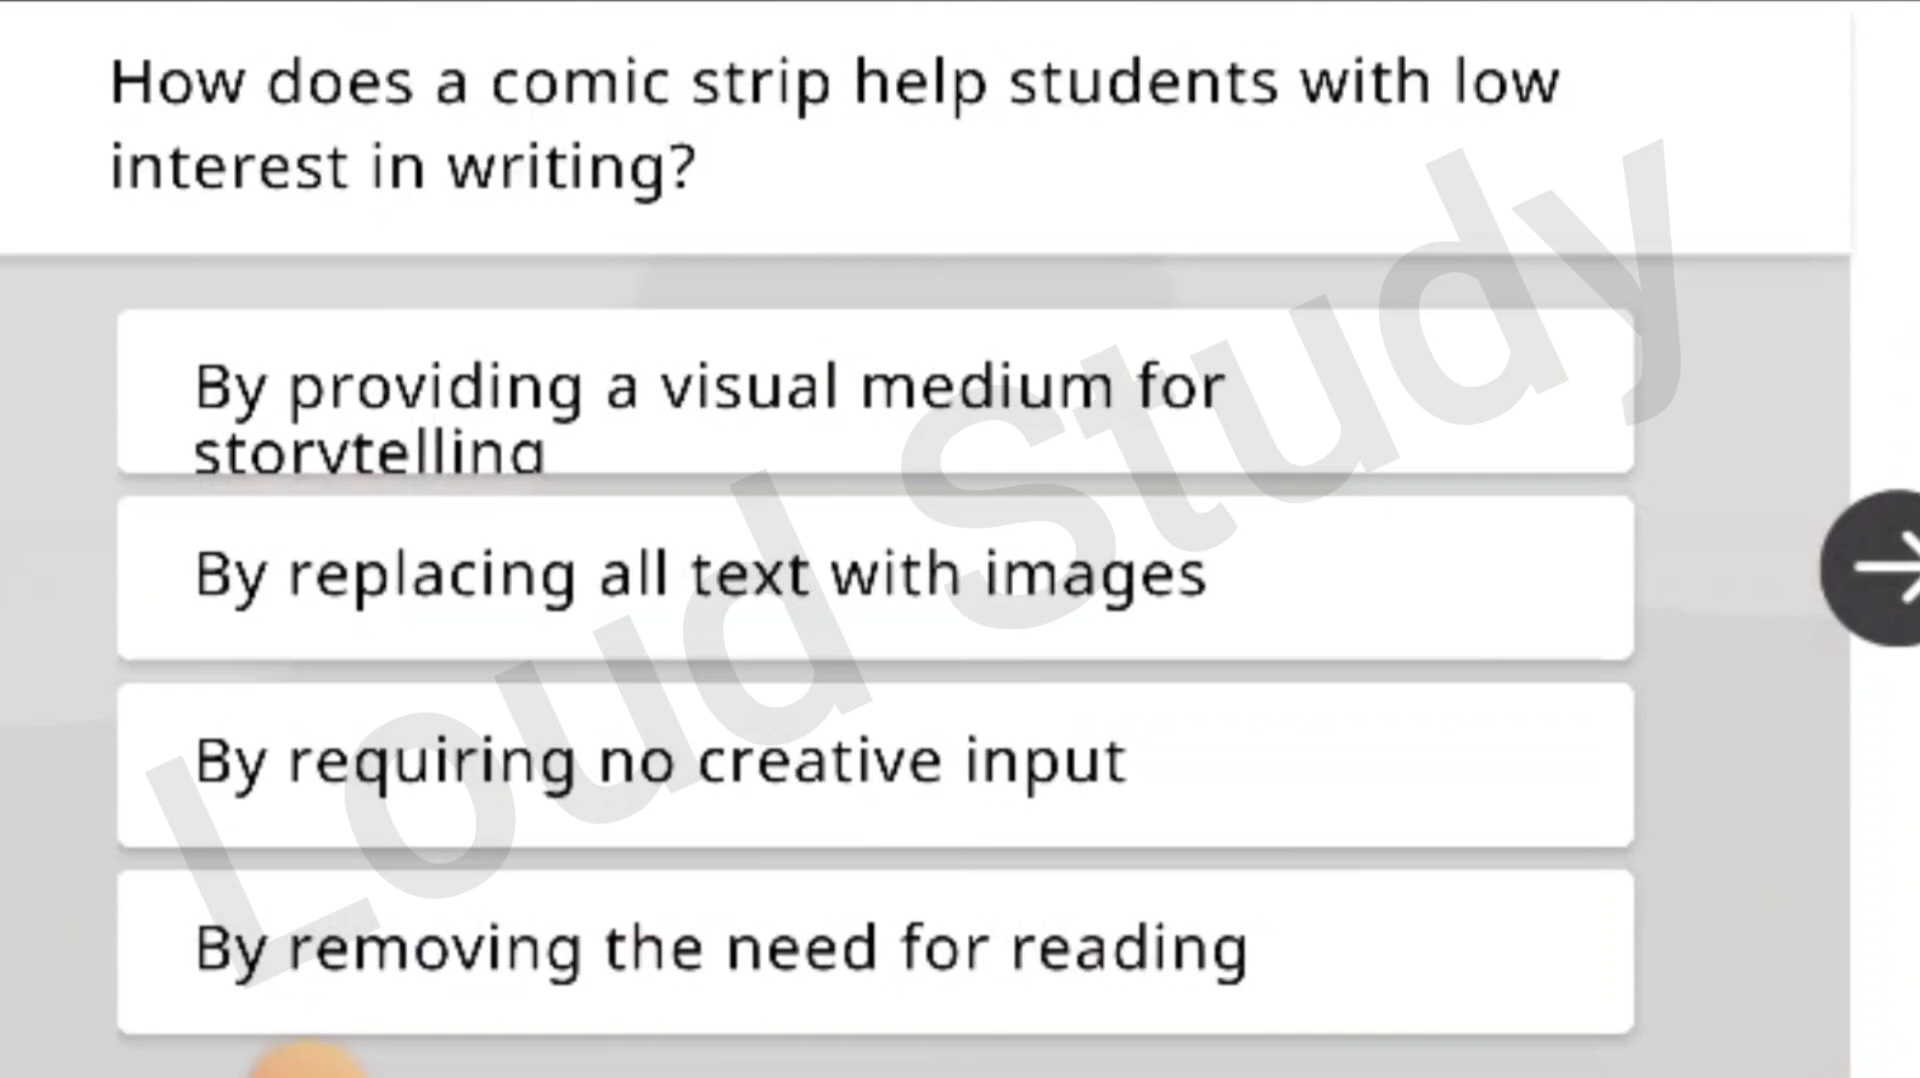 How does a comic strip help students with low
interest in writing?
By providing a visual medium for
storytelling
By replacing all text with images
By requiring no creative input
By removing the need for reading
Loud Study